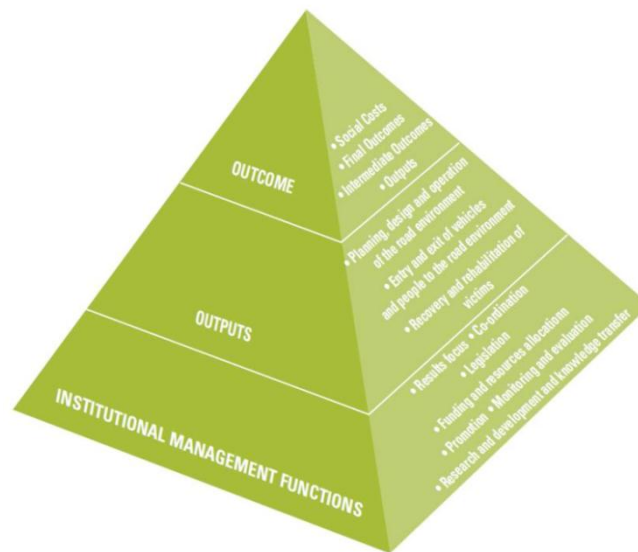 OUTCOME
• Social Costs
• Final Outcomes
• Intermediate Outcomes
• Outputs
OUTPUTS
• Planning, design and operation
of the road environment
• Entry and exit of vehicles
and people to the road environment
• Recovery and rehabilitation of
victims
INSTITUTIONAL MANAGEMENT FUNCTIONS
• Results focus • Co-ordination
• Legislation
• Funding and resources allocationn
• Promotion • Monitoring and evaluation
• Research and development and knowledge transfer